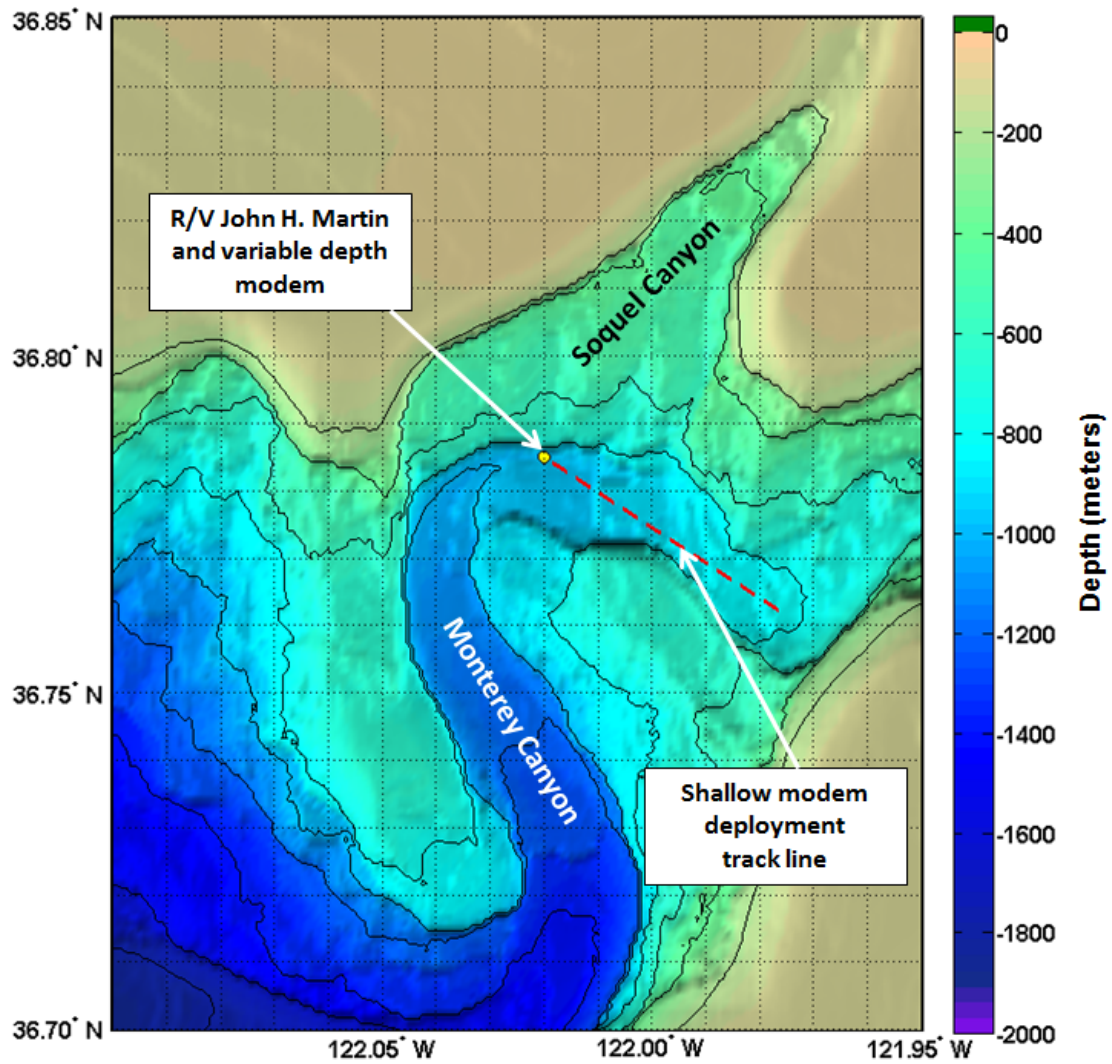 36.85° N
R/V John H. Martin
and variable depth
modem
Soquel Canyon
36.80° N
Monterey Canyon
36.75° N
Shallow modem
deployment
track line
36.70° N
122.05° W
122.00° W
121.95° W
0
-200
-400
-600
-800
-1000
-1200
-1400
-1600
-1800
-2000
Depth (meters)